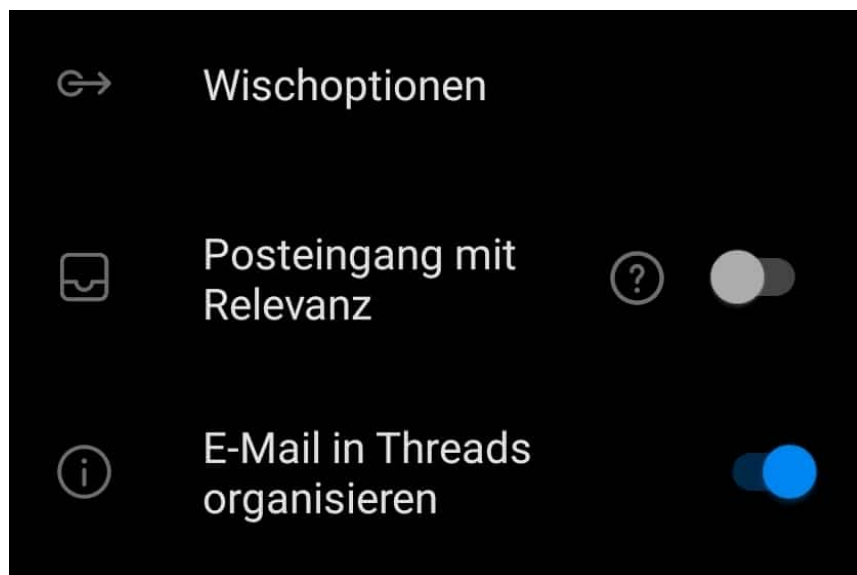 Wischoptionen
Posteingang mit
Relevanz
E-Mail in Threads
organisieren